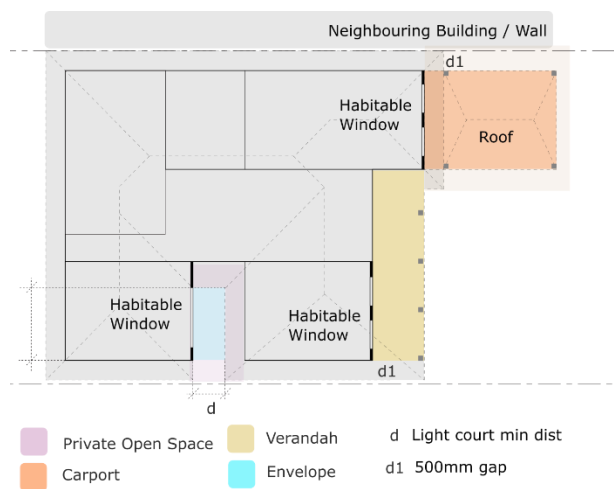 Neighbouring Building / Wall
d1
Habitable
Window
Roof
Habitable
Window
Habitable
Window
d1
d
Private Open Space
Verandah
d Light court min dist
Carport
Envelope
d1 500mm gap